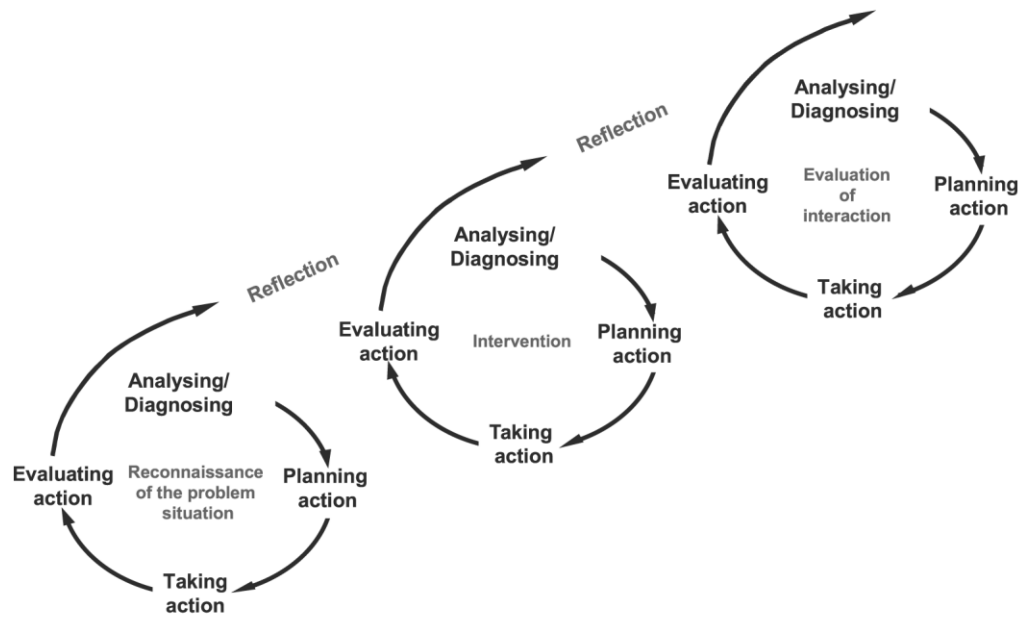 Analysing/
Diagnosing
Reflection
Evaluating
action
Evaluation
of
interaction
Planning
action
Taking
action
Analysing/
Diagnosing
Reflection
Evaluating
action
Intervention
Planning
action
Taking
action
Analysing/
Diagnosing
Evaluating
action
Reconnaissance
of the problem
situation
Planning
action
Taking
action